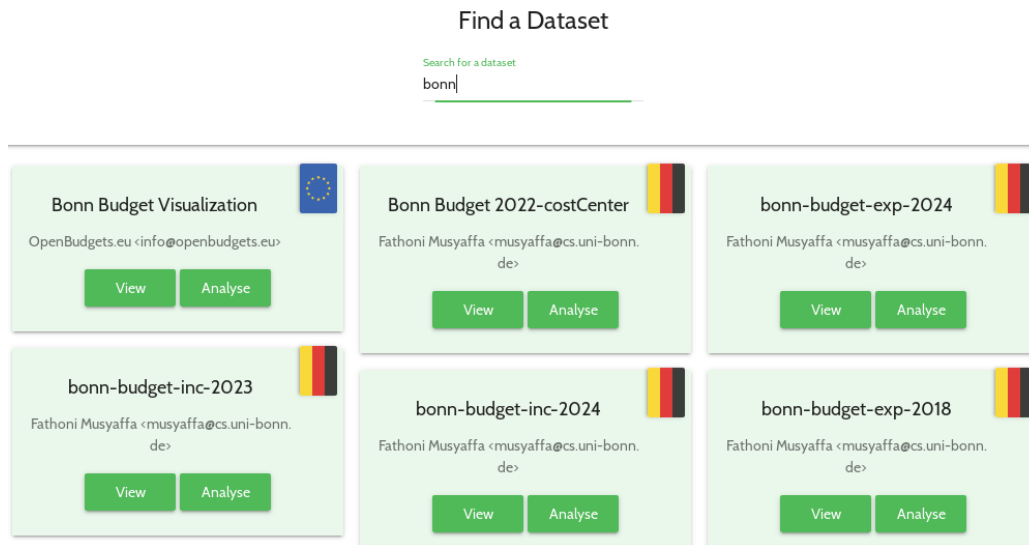 Find a Dataset
Search for a dataset
bonn
Bonn Budget Visualization
OpenBudgets.eu <info@openbudgets.eu>
View Analyse
Bonn Budget 2022-costCenter
Fathoni Musyaffa <musyaffa@cs.uni-bonn.
de>
View Analyse
bonn-budget-exp-2024
Fathoni Musyaffa <musyaffa@cs.uni-bonn.
de>
View Analyse
bonn-budget-inc-2023
Fathoni Musyaffa <musyaffa@cs.uni-bonn.
de>
View Analyse
bonn-budget-inc-2024
Fathoni Musyaffa <musyaffa@cs.uni-bonn.
de>
View Analyse
bonn-budget-exp-2018
Fathoni Musyaffa <musyaffa@cs.uni-bonn.
de>
View Analyse